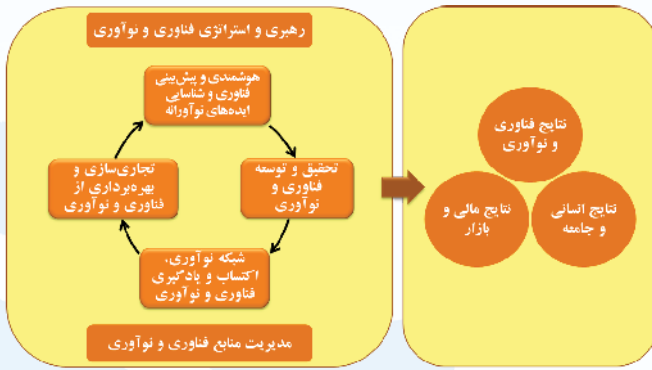 رهبری و استراتژی فناوری و نوآوری
هوشمندی و پیش‌بینی
فناوری و شناسایی
ایده‌های نوآورانه
تحقیق و توسعه
فناوری و
نوآوری
شبکه نوآوری،
اکتساب و یادگیری
فناوری و نوآوری
تجاری‌سازی و
بهره‌برداری از
فناوری و نوآوری
مدیریت منابع فناوری و نوآوری
نتایج فناوری
و نوآوری
نتایج انسانی
و جامعه
نتایج مالی و
بازار